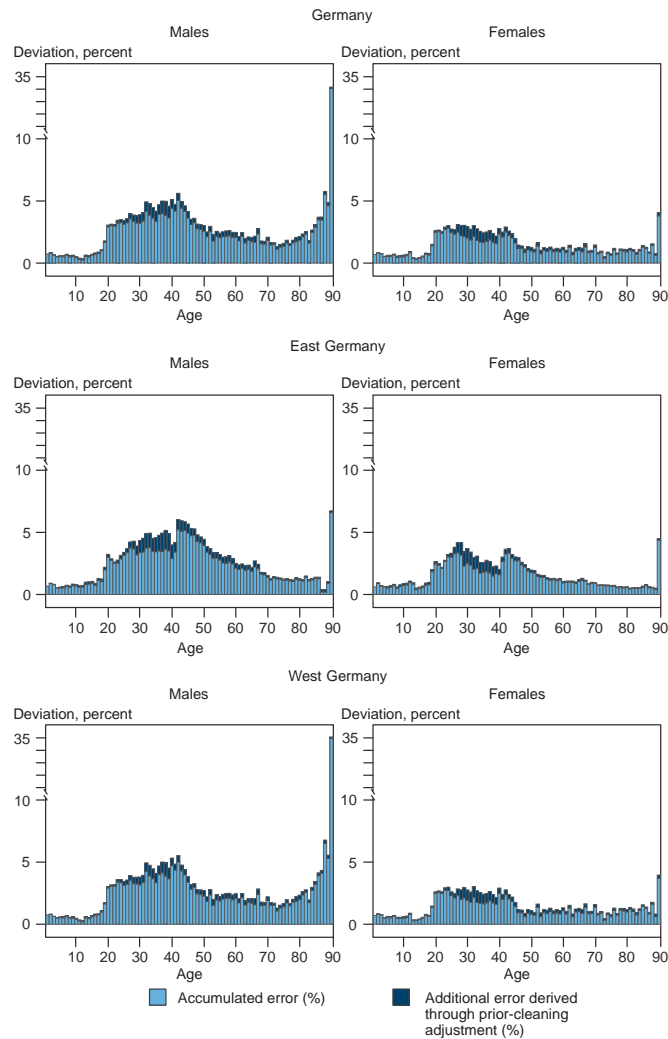 Germany
Males
Females
Deviation, percent
Deviation, percent
35
10
5
0
35
10
5
0
10 20 30 40 50 60 70 80 90
10 20 30 40 50 60 70 80 90
Age
Age
East Germany
Males
Females
Deviation, percent
Deviation, percent
35
10
5
0
35
10
5
0
10 20 30 40 50 60 70 80 90
10 20 30 40 50 60 70 80 90
Age
Age
West Germany
Males
Females
Deviation, percent
Deviation, percent
35
10
5
0
35
10
5
0
10 20 30 40 50 60 70 80 90
10 20 30 40 50 60 70 80 90
Age
Age
Accumulated error (%)
Additional error derived
through prior-cleaning
adjustment (%)